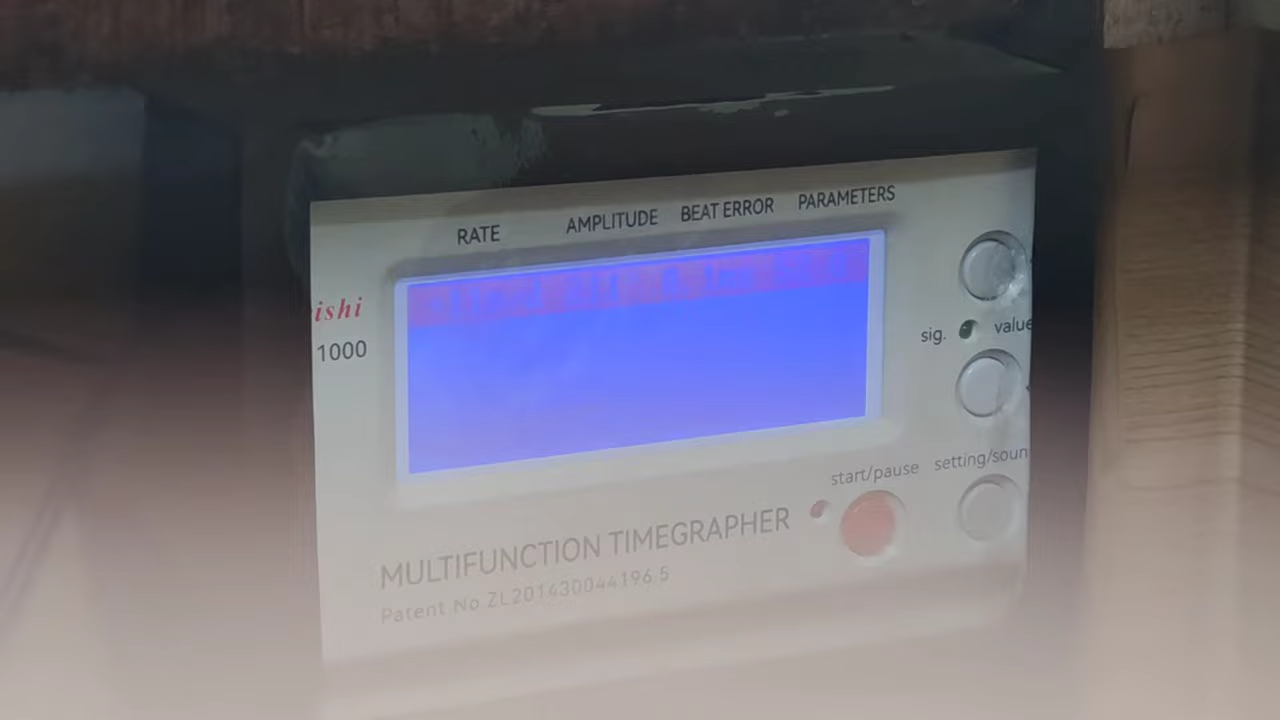 RATE AMPLITUDE BEAT ERROR PARAMETERS
ishi
1000
sig. value
start/pause setting/soun
MULTIFUNCTION TIMEGRAPHER
Patent No ZL201430044196.5